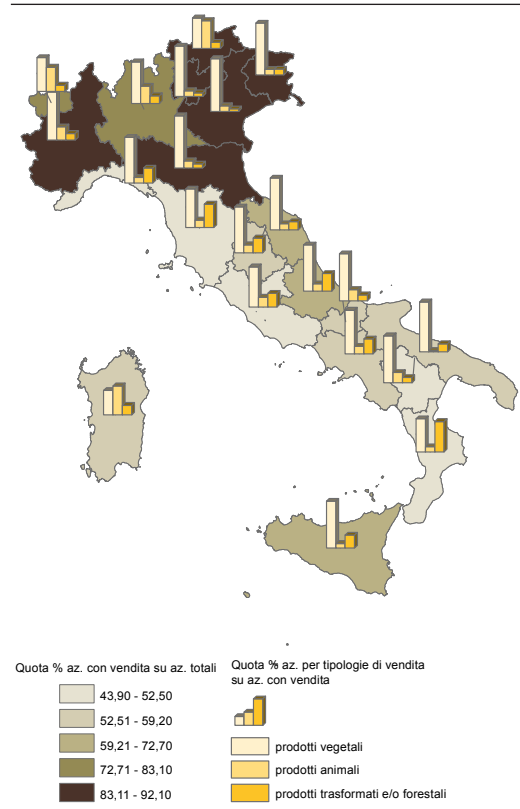 Quota % az. con vendita su az. totali
43,90 - 52,50
52,51 - 59,20
59,21 - 72,70
72,71 - 83,10
83,11 - 92,10
Quota % az. per tipologie di vendita
su az. con vendita
prodotti vegetali
prodotti animali
prodotti trasformati e/o forestali